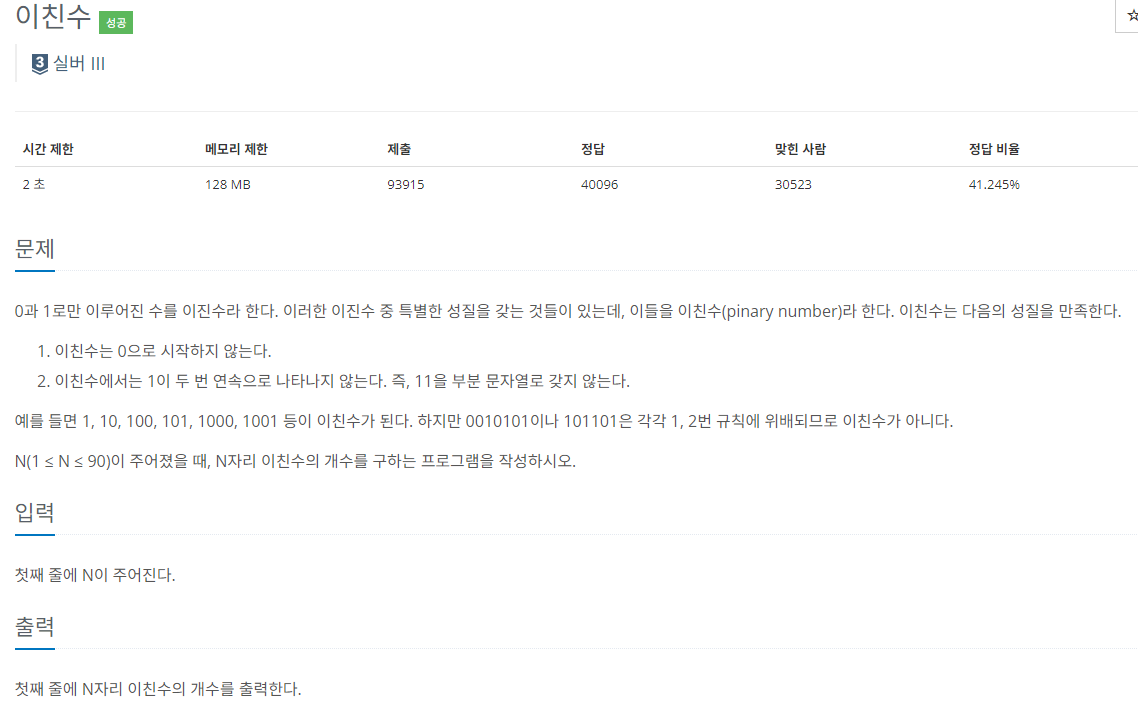 이친수 성공
3 실버 III
시간 제한 메모리 제한 제출 정답 맞힌 사람 정답 비율
2 초 128 MB 93915 40096 30523 41.245%
문제
0과 1로만 이루어진 수를 이진수라 한다. 이러한 이진수 중 특별한 성질을 갖는 것들이 있는데, 이들을 이친수(pinary number)라 한다. 이친수는 다음의 성질을 만족한다.
1. 이친수는 0으로 시작하지 않는다.
2. 이친수에서는 1이 두 번 연속으로 나타나지 않는다. 즉, 11을 부분 문자열로 갖지 않는다.
예를 들면 1, 10, 100, 101, 1000, 1001 등이 이친수가 된다. 하지만 00101010이나 101101은 각각 1, 2번 규칙에 위배되므로 이친수가 아니다.
N(1 ≤ N ≤ 90)이 주어졌을 때, N자리 이친수의 개수를 구하는 프로그램을 작성하시오.
입력
첫째 줄에 N이 주어진다.
출력
첫째 줄에 N자리 이친수의 개수를 출력한다.